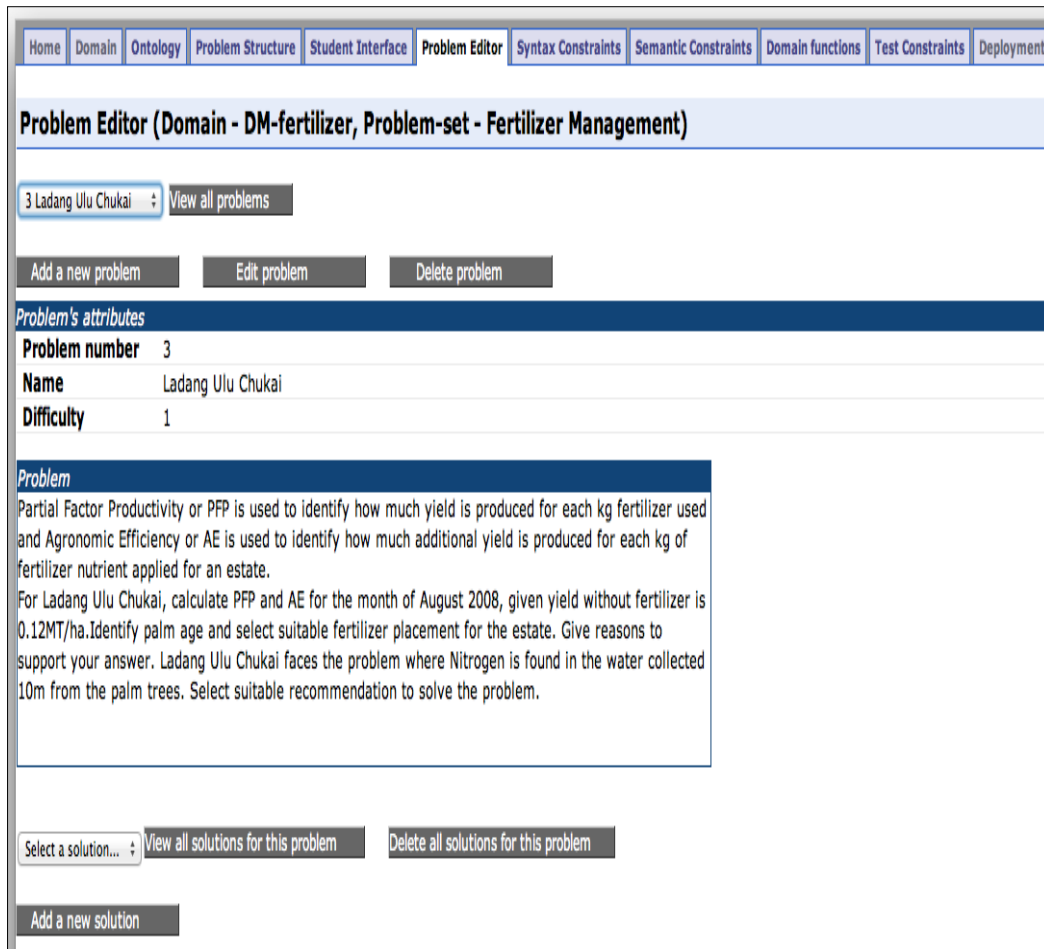 Home Domain Ontology Problem Structure Student Interface Problem Editor Syntax Constraints Semantic Constraints Domain functions Test Constraints Deployment
Problem Editor (Domain - DM-fertilizer, Problem-set - Fertilizer Management)
3 Ladang Ulu Chukai View all problems
Add a new problem Edit problem Delete problem
Problem's attributes
Problem number 3
Name Ladang Ulu Chukai
Difficulty 1
Problem
Partial Factor Productivity or PFP is used to identify how much yield is produced for each kg fertilizer used
and Agronomic Efficiency or AE is used to identify how much additional yield is produced for each kg of
fertilizer nutrient applied for an estate.
For Ladang Ulu Chukai, calculate PFP and AE for the month of August 2008, given yield without fertilizer is
0.12MT/ha.Identify palm age and select suitable fertilizer placement for the estate. Give reasons to
support your answer. Ladang Ulu Chukai faces the problem where Nitrogen is found in the water collected
10m from the palm trees. Select suitable recommendation to solve the problem.
Select a solution... View all solutions for this problem Delete all solutions for this problem
Add a new solution